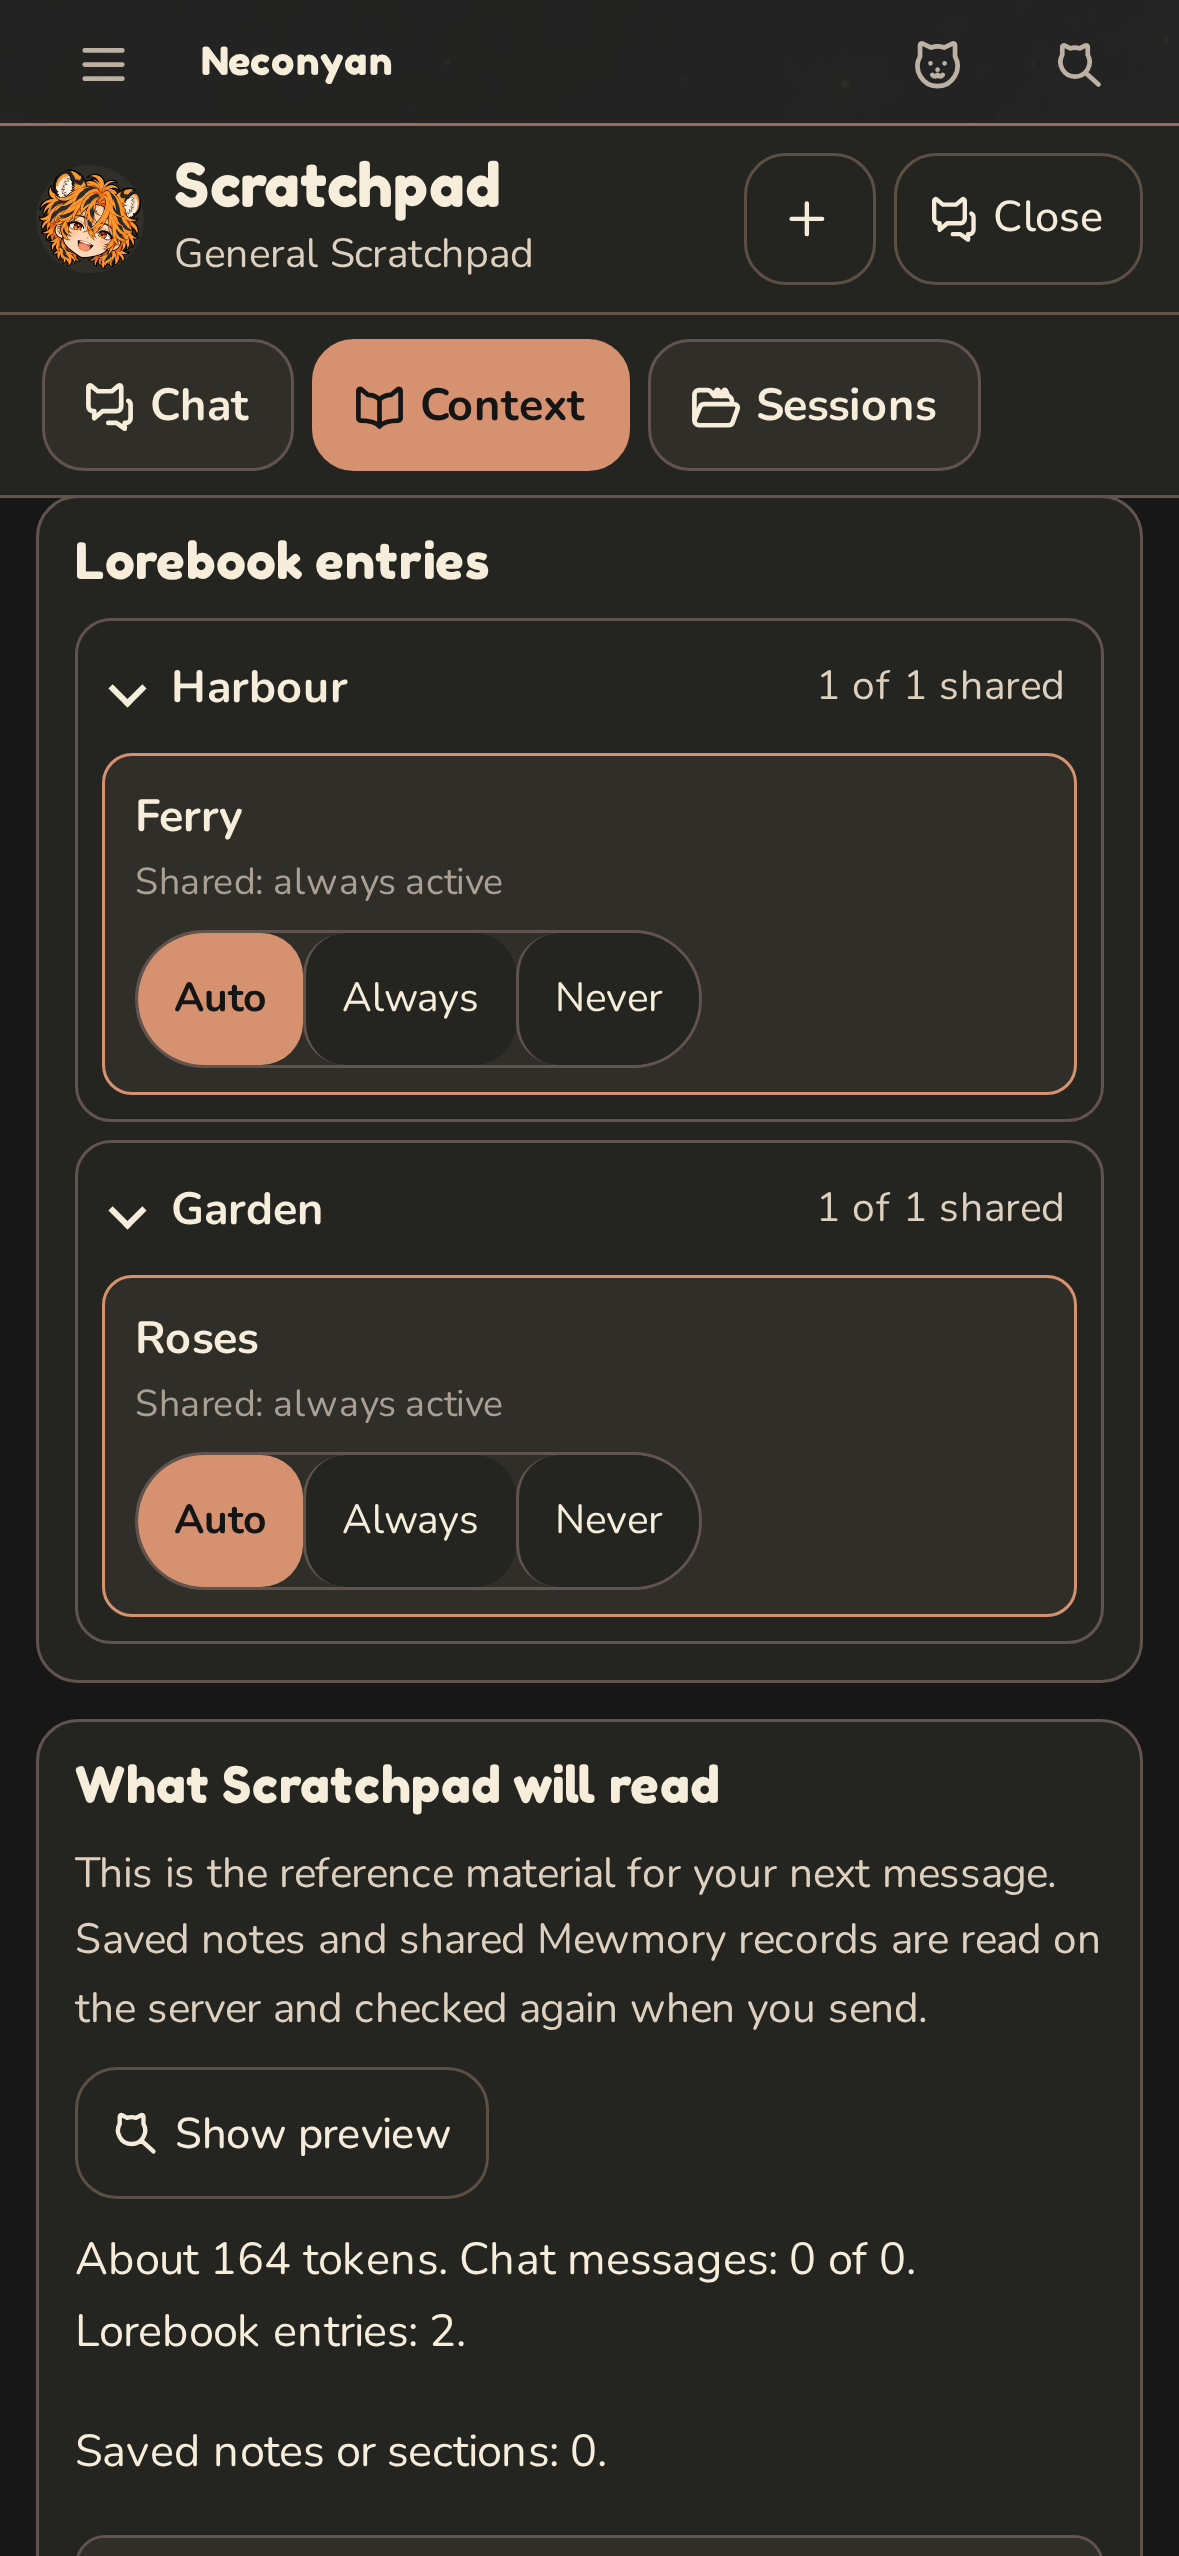 Neconyan
Scratchpad
General Scratchpad
Close
Chat
Context
Sessions
Lorebook entries
Harbour
1 of 1 shared
Ferry
Shared: always active
Auto
Always
Never
Garden
1 of 1 shared
Roses
Shared: always active
Auto
Always
Never
What Scratchpad will read
This is the reference material for your next message.
Saved notes and shared Mewmory records are read on
the server and checked again when you send.
Show preview
About 164 tokens. Chat messages: 0 of 0.
Lorebook entries: 2.
Saved notes or sections: 0.